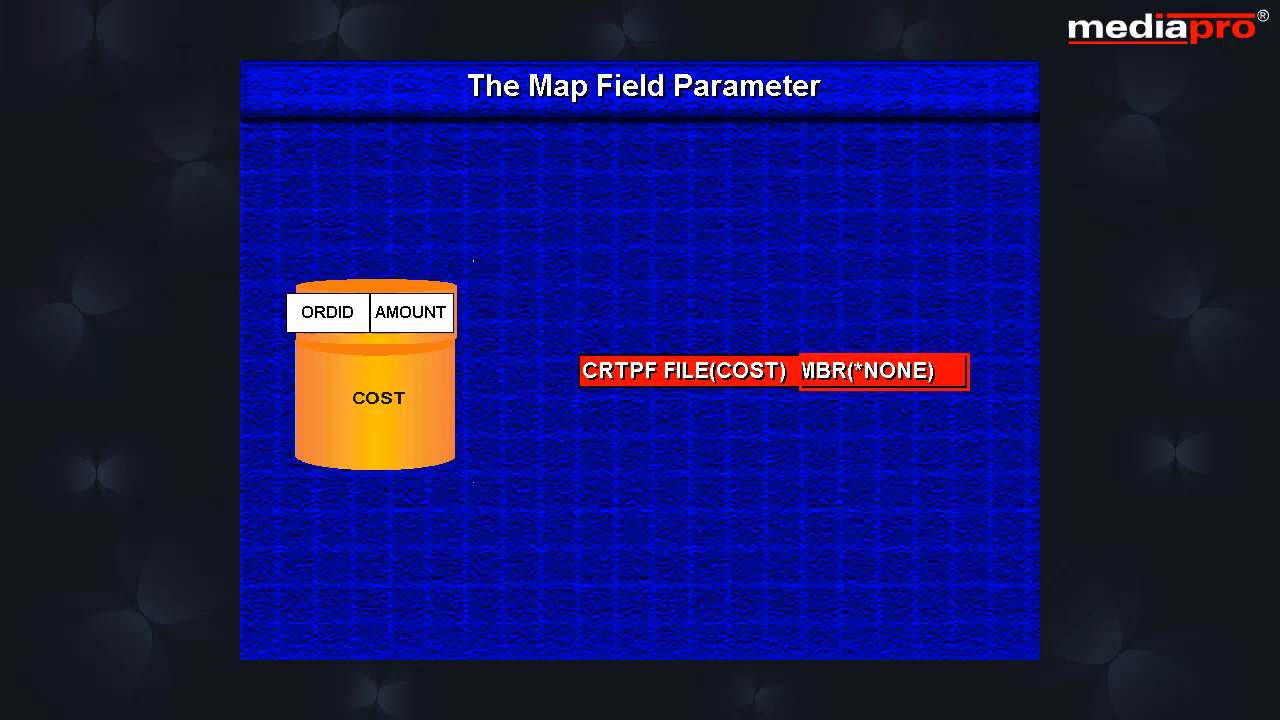 mediapro®
The Map Field Parameter
ORDID AMOUNT
CRTPF FILE(COST) MBR(*NONE)
COST